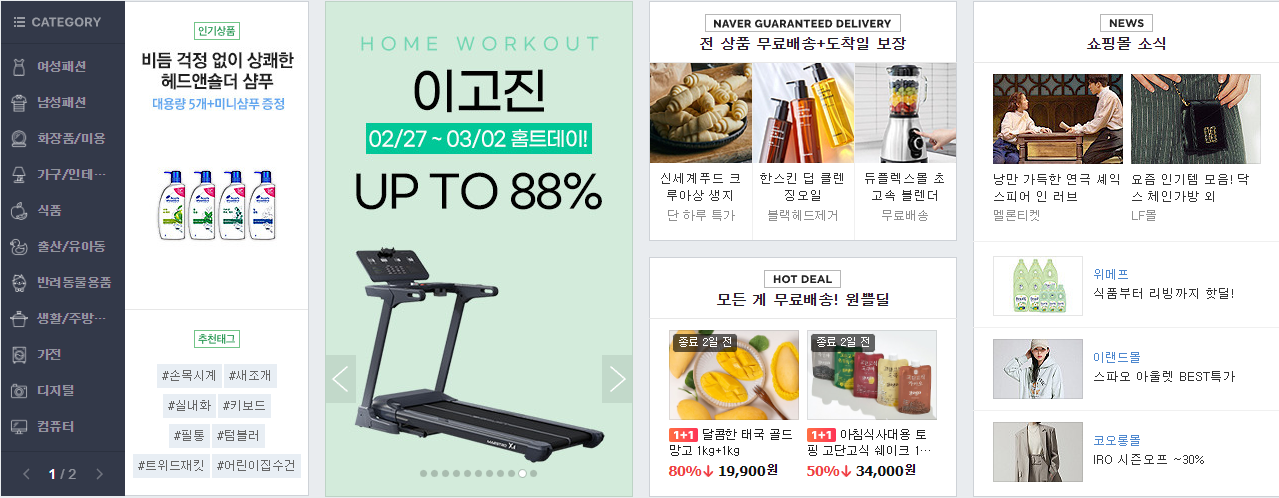 CATEGORY
여성패션
남성패션
화장품/미용
가구/인테···
식품
출산/유아동
반려동물용품
생활/주방···
가전
디지털
컴퓨터
1 / 2
인기상품
비듬 걱정 없이 상쾌한
헤드앤숄더 샴푸
대용량 5개+미니샴푸 증정
추천태그
#손목시계 #새조개
#실내화 #키보드
#필통 #텀블러
#트위드재킷 #어린이집수건
HOME WORKOUT
이고진
02/27 ~ 03/02 홈트데이!
UP TO 88%
NAVER GUARANTEED DELIVERY
전 상품 무료배송+도착일 보장
신세계푸드 크
루아상 생지
단 하루 특가
한스킨 딥 클렌
징오일
블랙헤드제거
듀플렉스몰 초
고속 블렌더
무료배송
HOT DEAL
모든 게 무료배송! 원쁠딜
종료 2일 전
1+1 달콤한 태국 골드
망고 1kg+1kg
80%↓ 19,900원
종료 2일 전
1+1 아침식사대용 토
핑 고단고식 쉐이크 1···
50%↓ 34,000원
NEWS
쇼핑몰 소식
낭만 가득한 연극 셰익
스피어 인 러브
멜론티켓
요즘 인기템 모음! 닥
스 체인가방 외
LF몰
위메프
식품부터 리빙까지 핫딜!
이랜드몰
스파오 아울렛 BEST특가
코오롱몰
IRO 시즌오프 ~30%